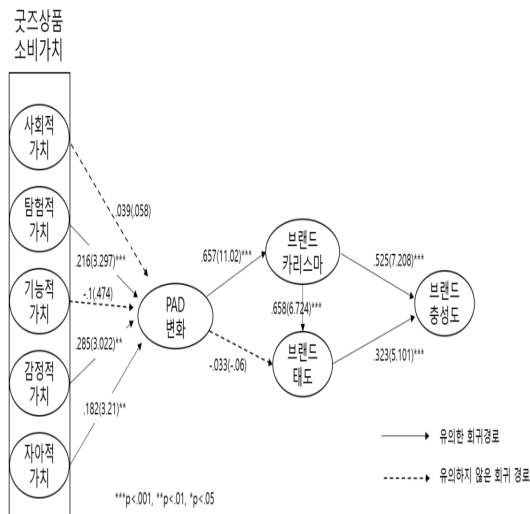 굿즈상품
소비가치
사회적
가치
.039(.058)
탐험적
가치
.216(3.297)***
.657(11.02)***
브랜드
카리스마
.525(7.208)***
기능적
가치
-.1(.474)
PAD
변화
.658(6.724)***
브랜드
충성도
.285(3.022)**
-.033(-.06)
브랜드
태도
.323(5.101)***
감정적
가치
.182(3.21)**
자아적
가치
유의한 회귀경로
유의하지 않은 회귀 경로
***p<.001, **p<.01, *p<.05